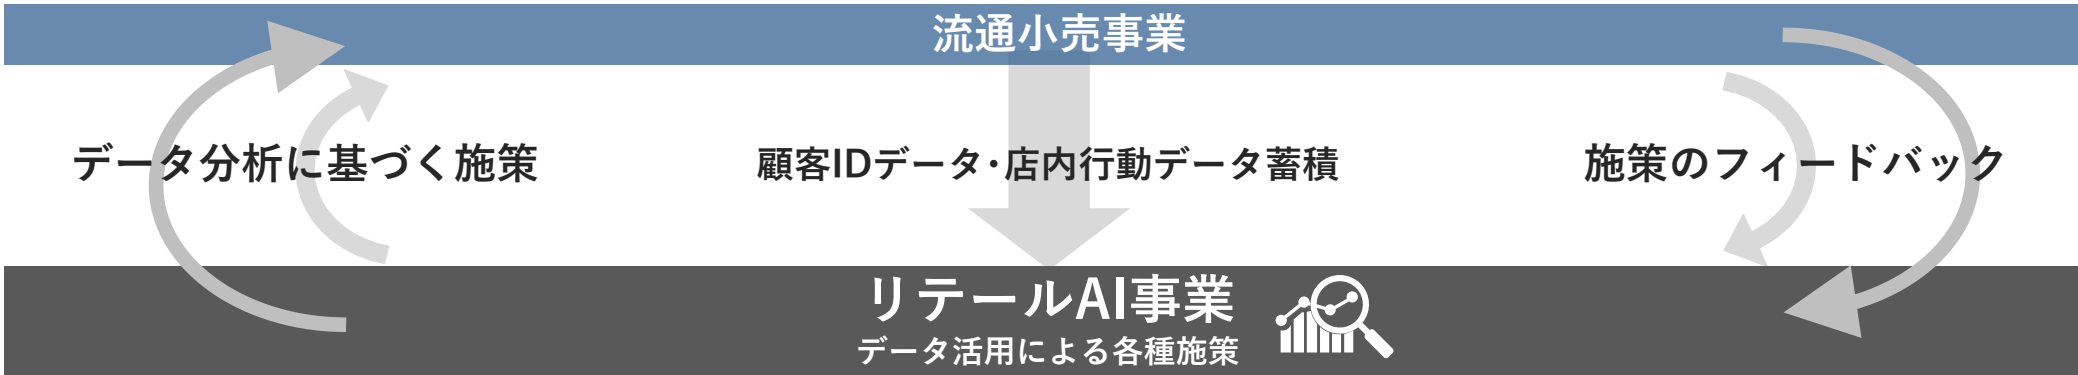 流通小売事業
データ分析に基づく施策
顧客IDデータ・店内行動データ蓄積
施策のフィードバック
リテールAI事業
データ活用による各種施策